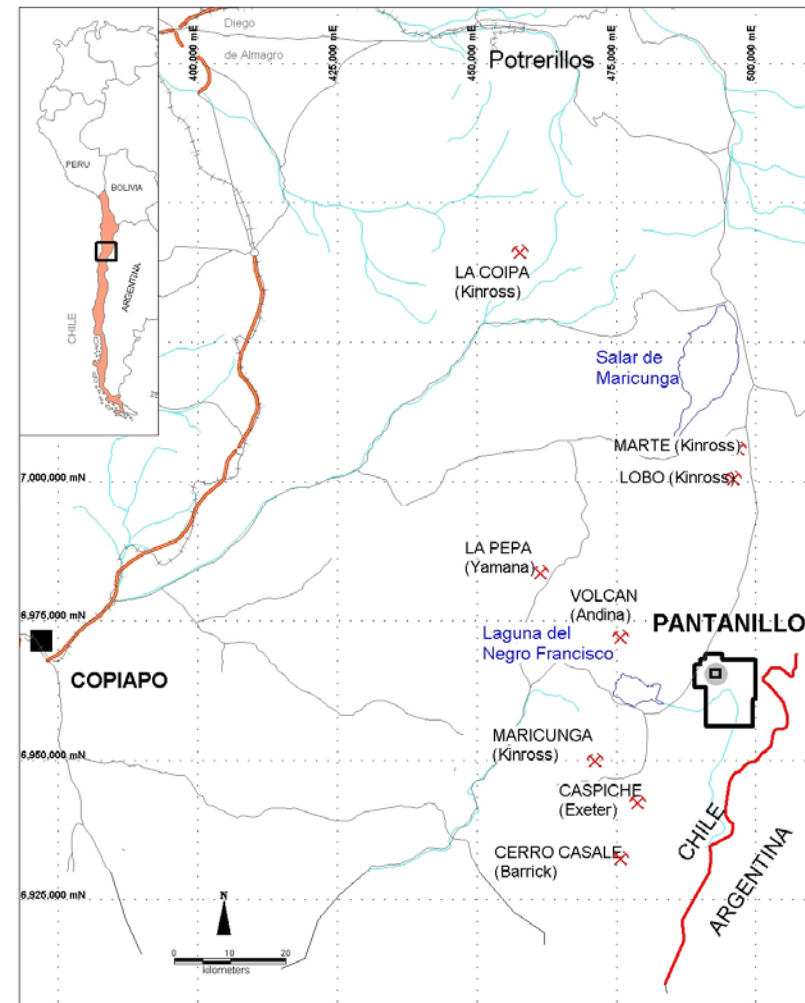 Diego
de Almagro
400,000 mE
425,000 mE
450,000 mE
475,000 mE
500,000 mE
Potrerillos
PERU
BOLIVIA
CHILE
ARGENTINA
LA COIPA
(Kinross)
Salar de
Maricunga
MARTE (Kinross)
LOBO (Kinross)
7,000,000 mN
LA PEPA
(Yamana)
VOLCAN
(Andina)
6,975,000 mN
PANTANILLO
Laguna del
Negro Francisco
COPIAPO
MARICUNGA
(Kinross)
6,950,000 mN
CASPICHE
(Exeter)
CERRO CASALE
(Barrick)
CHILE
ARGENTINA
6,925,000 mN
N
0 10 20
kilometers